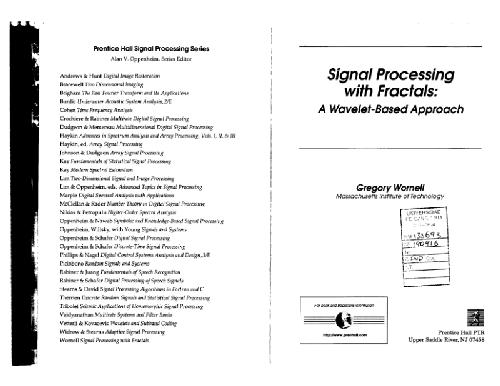 Prentice Hall Signal Processing Series
Alan V. Oppenheim, Series Editor
Andrews & Hunt Digital Image Restoration
Bracewell Two Dimensional Imaging
Brigham The Fast Fourier Transform and Its Applications
Burdic Underwater Acoustic System Analysis, 2/E
Cohen Time Frequency Analysis
Crochiere & Rabiner Multirate Digital Signal Processing
Dudgeon & Mersereau Multidimensional Digital Signal Processing
Haykin Advances in Spectrum Analysis and Array Processing, Vols. I, II, & III
Haykin, ed. Array Signal Processing
Johnson & Dudgeon Array Signal Processing
Kay Fundamentals of Statistical Signal Processing
Kay Modern Spectral Estimation
Lim Two-Dimensional Signal and Image Processing
Lim & Oppenheim, eds. Advanced Topics in Signal Processing
Marple Digital Spectral Analysis with Applications
McClellan & Rader Number Theory in Digital Signal Processing
Nikias & Petropulu Higher-Order Spectra Analysis
Oppenheim & Nawab Symbolic and Knowledge-Based Signal Processing
Oppenheim, Willsky, with Young Signals and Systems
Oppenheim & Schafer Digital Signal Processing
Oppenheim & Schafer Discrete-Time Signal Processing
Phillips & Nagel Digital Control Systems Analysis and Design, 3/E
Picinbono Random Signals and Systems
Rabiner & Juang Fundamentals of Speech Recognition
Rabiner & Schafer Digital Processing of Speech Signals
Stearns & David Signal Processing Algorithms in Fortran and C
Therrien Discrete Random Signals and Statistical Signal Processing
Tribolet Seismic Applications of Homomorphic Signal Processing
Vaidyanathan Multirate Systems and Filter Banks
Vetterli & Kovacevic Wavelets and Subband Coding
Widrow & Stearns Adaptive Signal Processing
Wornell Signal Processing with Fractals
Signal Processing
with Fractals:
A Wavelet-Based Approach
Gregory Wornell
Massachusetts Institute of Technology
For book and bookstore information
http://www.prenhall.com
Prentice Hall PTR
Upper Saddle River, NJ 07458